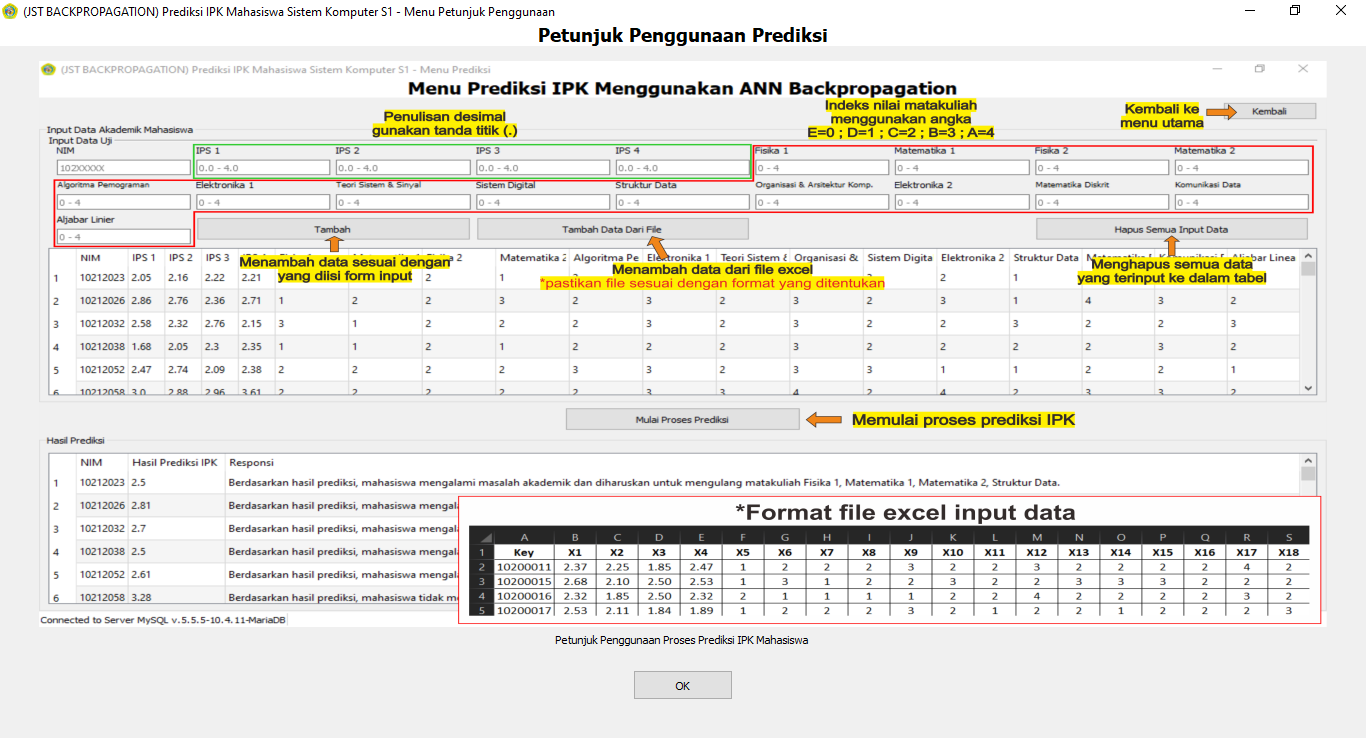 (JST BACKPROPAGATION) Prediksi IPK Mahasiswa Sistem Komputer S1 - Menu Petunjuk Penggunaan
Petunjuk Penggunaan Prediksi
(JST BACKPROPAGATION) Prediksi IPK Mahasiswa Sistem Komputer S1 - Menu Prediksi
Menu Prediksi IPK Menggunakan ANN Backpropagation
Penulisan desimal
gunakan tanda titik (.)
Indeks nilai matakuliah
menggunakan angka
E=0 ; D=1 ; C=2 ; B=3 ; A=4
Kembali ke
menu utama
Kembali
Input Data Akademik Mahasiswa
Input Data Uji
NIM IPS 1 IPS 2 IPS 3 IPS 4 Fisika 1 Matematika 1 Fisika 2 Matematika 2
102XXXXX 0.0 - 4.0 0.0 - 4.0 0.0 - 4.0 0.0 - 4.0 0 - 4 0 - 4 0 - 4 0 - 4
Algoritma Pemograman Elektronika 1 Teori Sistem & Sinyal Sistem Digital Struktur Data Organisasi & Arsitektur Komp. Elektronika 2 Matematika Diskrit Komunikasi Data
0 - 4 0 - 4 0 - 4 0 - 4 0 - 4 0 - 4 0 - 4 0 - 4 0 - 4
Aljabar Linier
0 - 4
Tambah Tambah Data Dari File Hapus Semua Input Data
Menambah data sesuai dengan
yang diisi form input
Menambah data dari file excel
*pastikan file sesuai dengan format yang ditentukan
Menghapus semua data
yang terinput ke dalam tabel
NIM IPS 1 IPS 2 IPS 3 2 Matematika 2 Algoritma Pe Elektronika 1 Teori Sistem & Organisasi & Sistem Digita Elektronika 2 Struktur Data Aljabar Linea
1 10212023 2.05 2.16 2.22 2.21 2 1 2 1
2 10212026 2.86 2.76 2.36 2.71 1 2 2 3 2 3 2 3 2 3 1 4 3 2
3 10212032 2.58 2.32 2.76 2.15 3 1 2 2 2 3 2 3 2 2 3 2 2 3
4 10212038 1.68 2.05 2.3 2.35 1 1 2 1 2 2 2 3 2 2 2 2 3 2
5 10212052 2.47 2.74 2.09 2.38 2 2 2 2 3 3 2 3 3 1 1 2 2 1
6 10212058 3.0 2.88 2.96 3.61 2 2 2 2 2 3 3 4 2 4 2 3 3 2
Mulai Proses Prediksi
Memulai proses prediksi IPK
Hasil Prediksi
NIM Hasil Prediksi IPK Responsi
1 10212023 2.5 Berdasarkan hasil prediksi, mahasiswa mengalami masalah akademik dan diharuskan untuk mengulang matakuliah Fisika 1, Matematika 1, Matematika 2, Struktur Data.
2 10212026 2.81 Berdasarkan hasil prediksi, mahasiswa mengal
3 10212032 2.7 Berdasarkan hasil prediksi, mahasiswa mengal
4 10212038 2.5 Berdasarkan hasil prediksi, mahasiswa mengal
5 10212052 2.61 Berdasarkan hasil prediksi, mahasiswa mengal
6 10212058 3.28 Berdasarkan hasil prediksi, mahasiswa tidak m
*Format file excel input data
A B C D E F G H I J K L M N O P Q R S
1 Key X1 X2 X3 X4 X5 X6 X7 X8 X9 X10 X11 X12 X13 X14 X15 X16 X17 X18
2 10200011 2.37 2.25 1.85 2.47 1 2 2 2 3 2 2 3 2 2 2 2 4 2
3 10200015 2.68 2.10 2.50 2.53 1 3 1 2 2 3 2 2 3 3 3 2 2 2
4 10200016 2.32 1.85 2.50 2.32 2 1 1 1 1 2 2 4 2 2 2 2 3 2
5 10200017 2.53 2.11 1.84 1.89 1 2 2 2 3 2 1 2 2 1 2 2 2 3
Connected to Server MySQL v.5.5.5-10.4.11-MariaDB
Petunjuk Penggunaan Proses Prediksi IPK Mahasiswa
OK